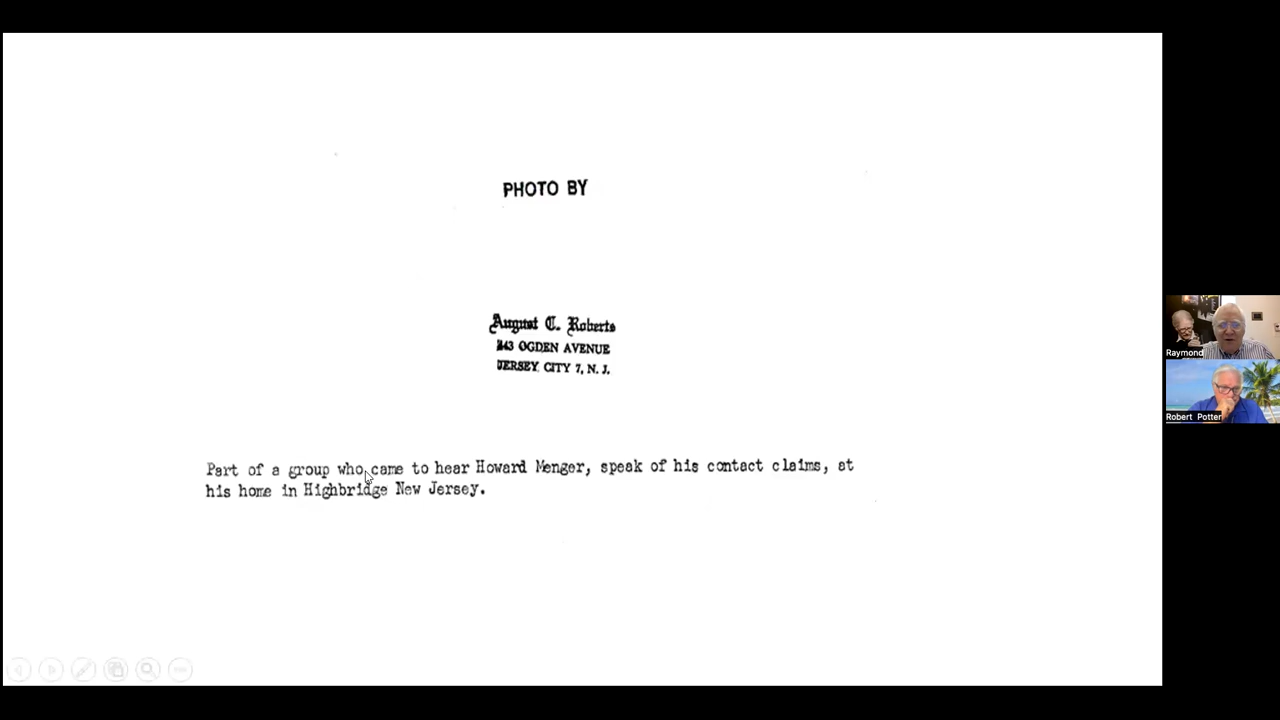 PHOTO BY
August C. Roberts
243 OGDEN AVENUE
JERSEY CITY 7, N. J.
Part of a group who came to hear Howard Menger, speak of his contact claims, at
his home in Highbridge New Jersey.
Raymond
Robert Potter